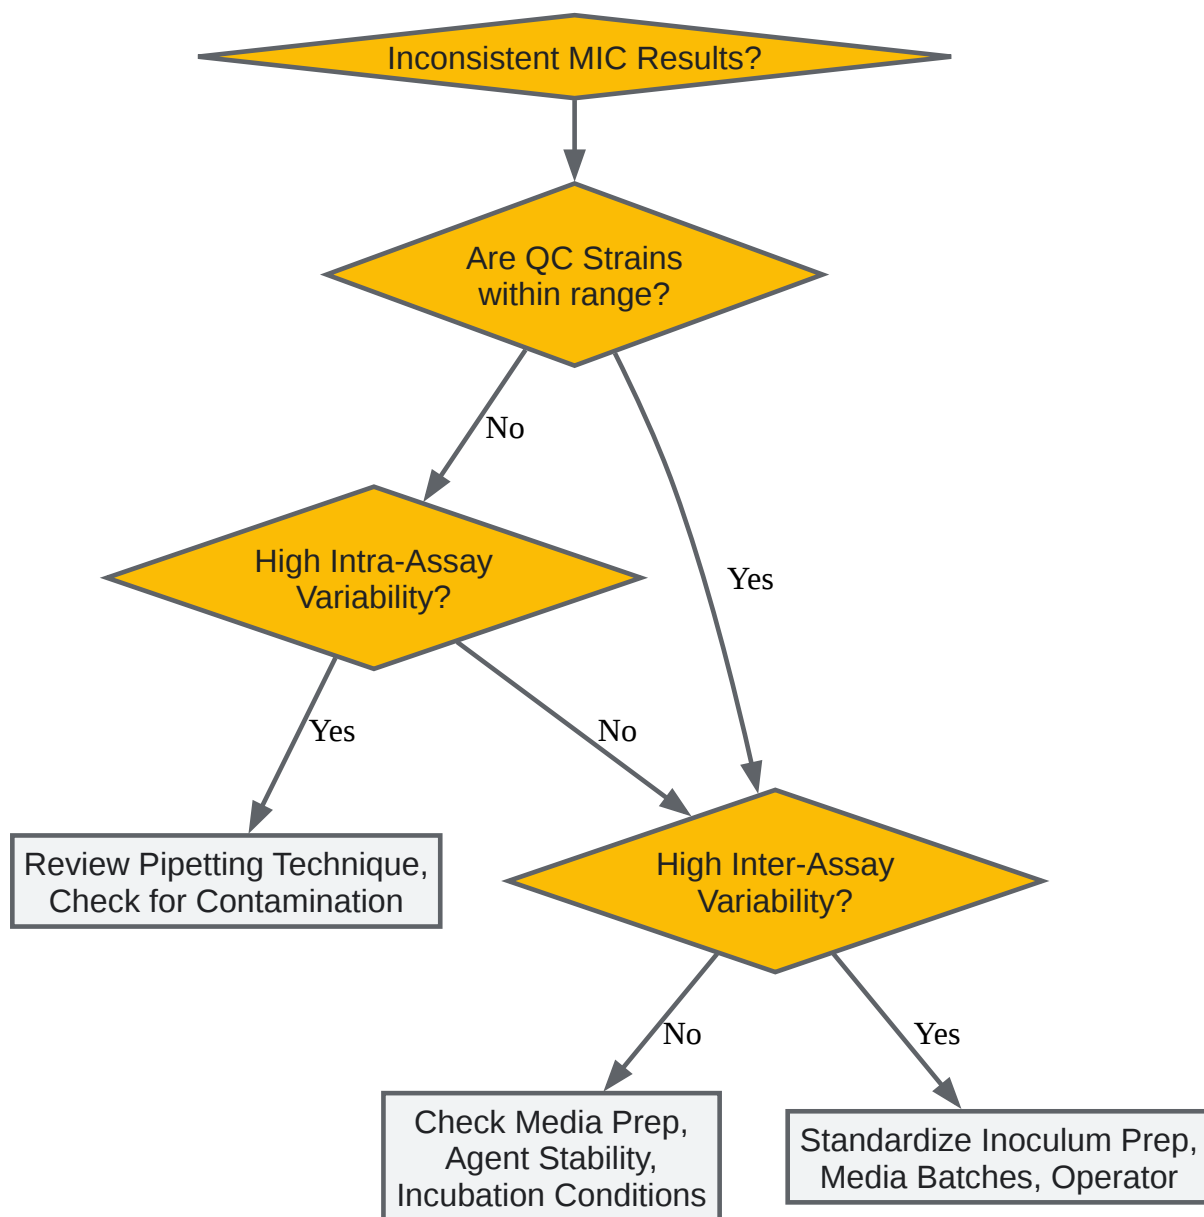 Inconsistent MIC Results?
Are QC Strains
within range?
No
Yes
High Intra-Assay
Variability?
Yes
No
Review Pipetting Technique,
Check for Contamination
High Inter-Assay
Variability?
No
Yes
Check Media Prep,
Agent Stability,
Incubation Conditions
Standardize Inoculum Prep,
Media Batches, Operator